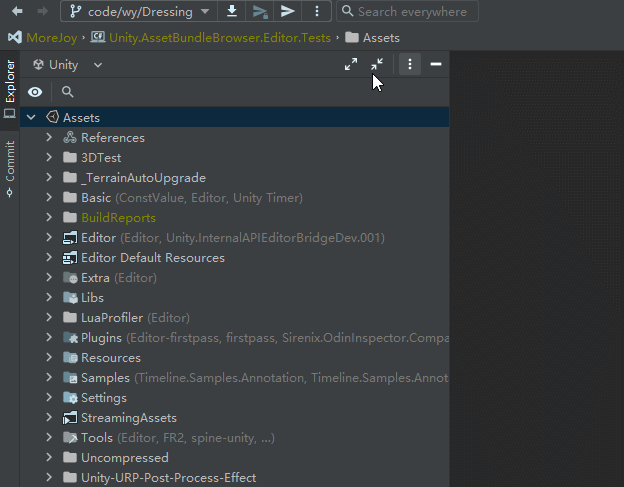 code/wy/Dressing
Search everywhere
MoreJoy › Unity.AssetBundleBrowser.Editor.Tests › Assets
Explorer
Commit
Unity
Assets
References
3DTest
_TerrainAutoUpgrade
Basic (ConstValue, Editor, Unity Timer)
BuildReports
Editor (Editor, Unity.InternalAPIEditorBridgeDev.001)
Editor Default Resources
Extra (Editor)
Libs
LuaProfiler (Editor)
Plugins (Editor-firstpass, firstpass, Sirenix.OdinInspector.Compa
Resources
Samples (Timeline.Samples.Annotation, Timeline.Samples.Annot
Settings
StreamingAssets
Tools (Editor, FR2, spine-unity, ...)
Uncompressed
Unity-URP-Post-Process-Effect